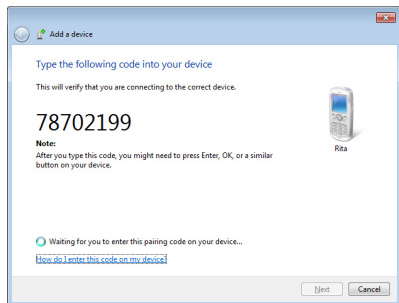 Add a device
Type the following code into your device
This will verify that you are connecting to the correct device.
78702199
Note:
After you type this code, you might need to press Enter, OK, or a similar
button on your device.
Rita
Waiting for you to enter this pairing code on your device...
How do I enter this code on my device?
Next Cancel